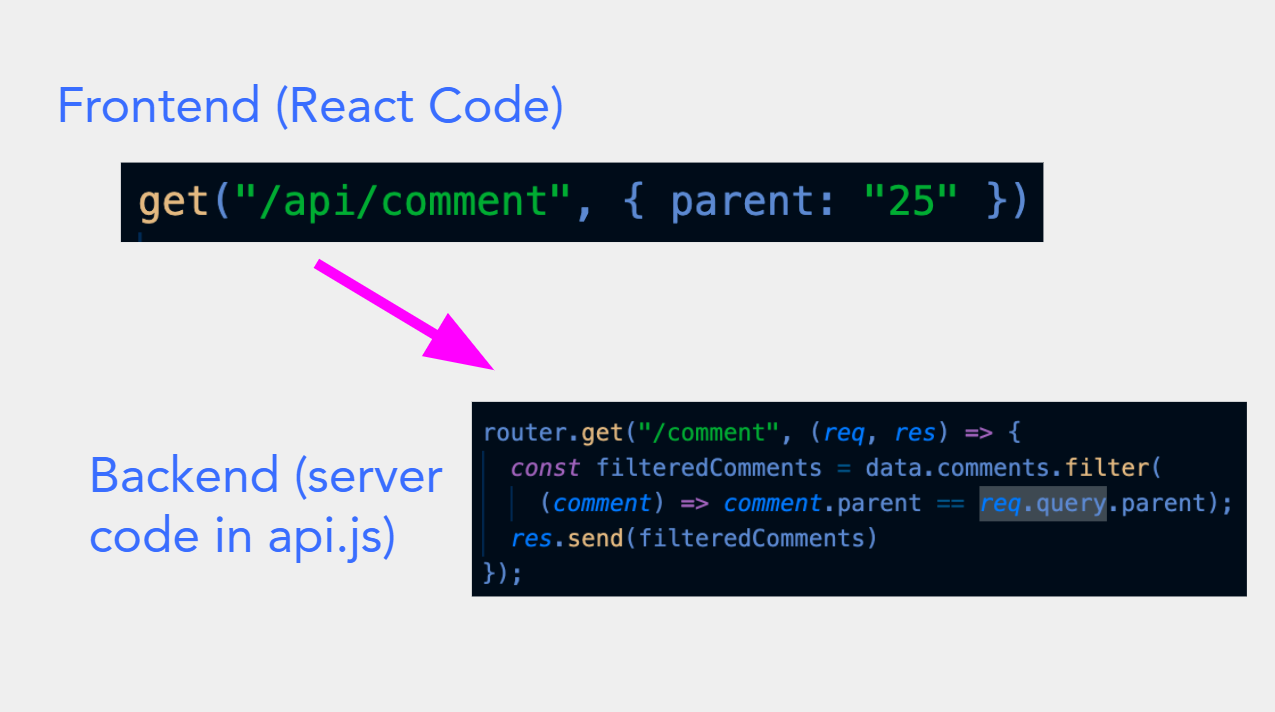 Frontend (React Code)
get("/api/comment", { parent: "25" })
Backend (server
code in api.js)
router.get("/comment", (req, res) => {
const filteredComments = data.comments.filter(
(comment) => comment.parent == req.query.parent);
res.send(filteredComments)
});